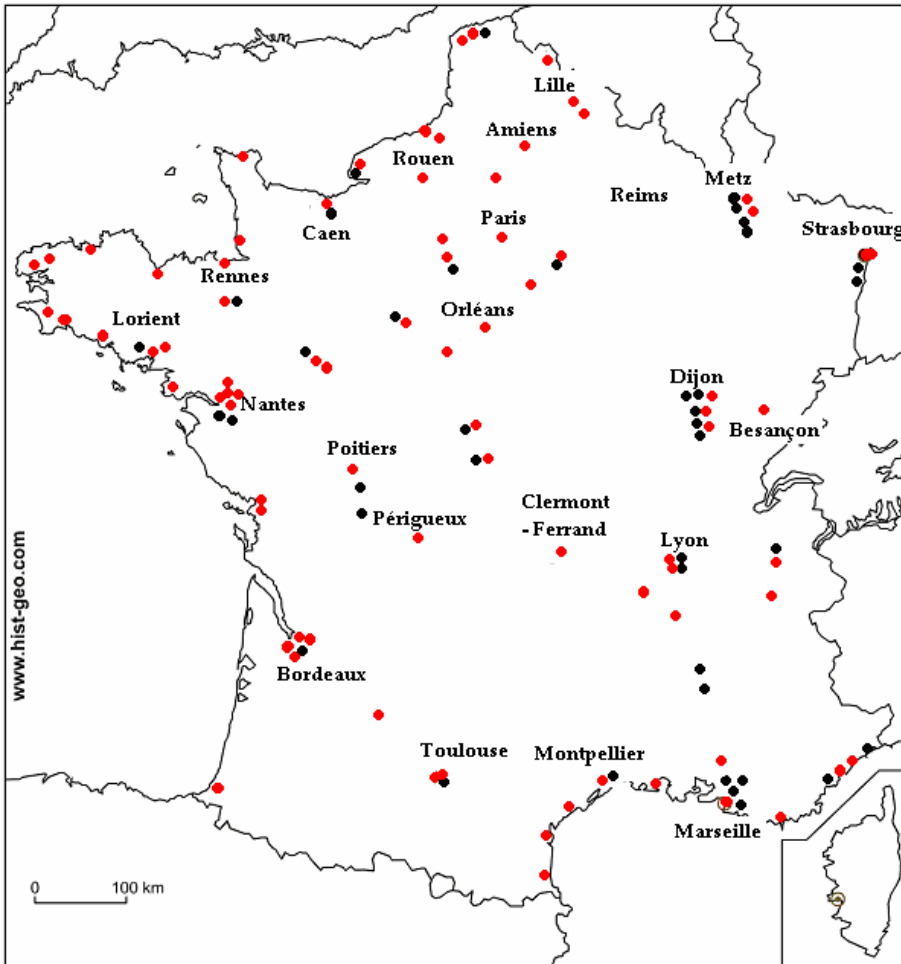 Lille
Amiens
Rouen
Metz
Reims
Paris
Strasbourg
Caen
Rennes
Orléans
Lorient
Dijon
Nantes
Besançon
Poitiers
Clermont
-Ferrand
Périgueux
Lyon
www.hist-geo.com
Bordeaux
Toulouse
Montpellier
Marseille
0 100 km